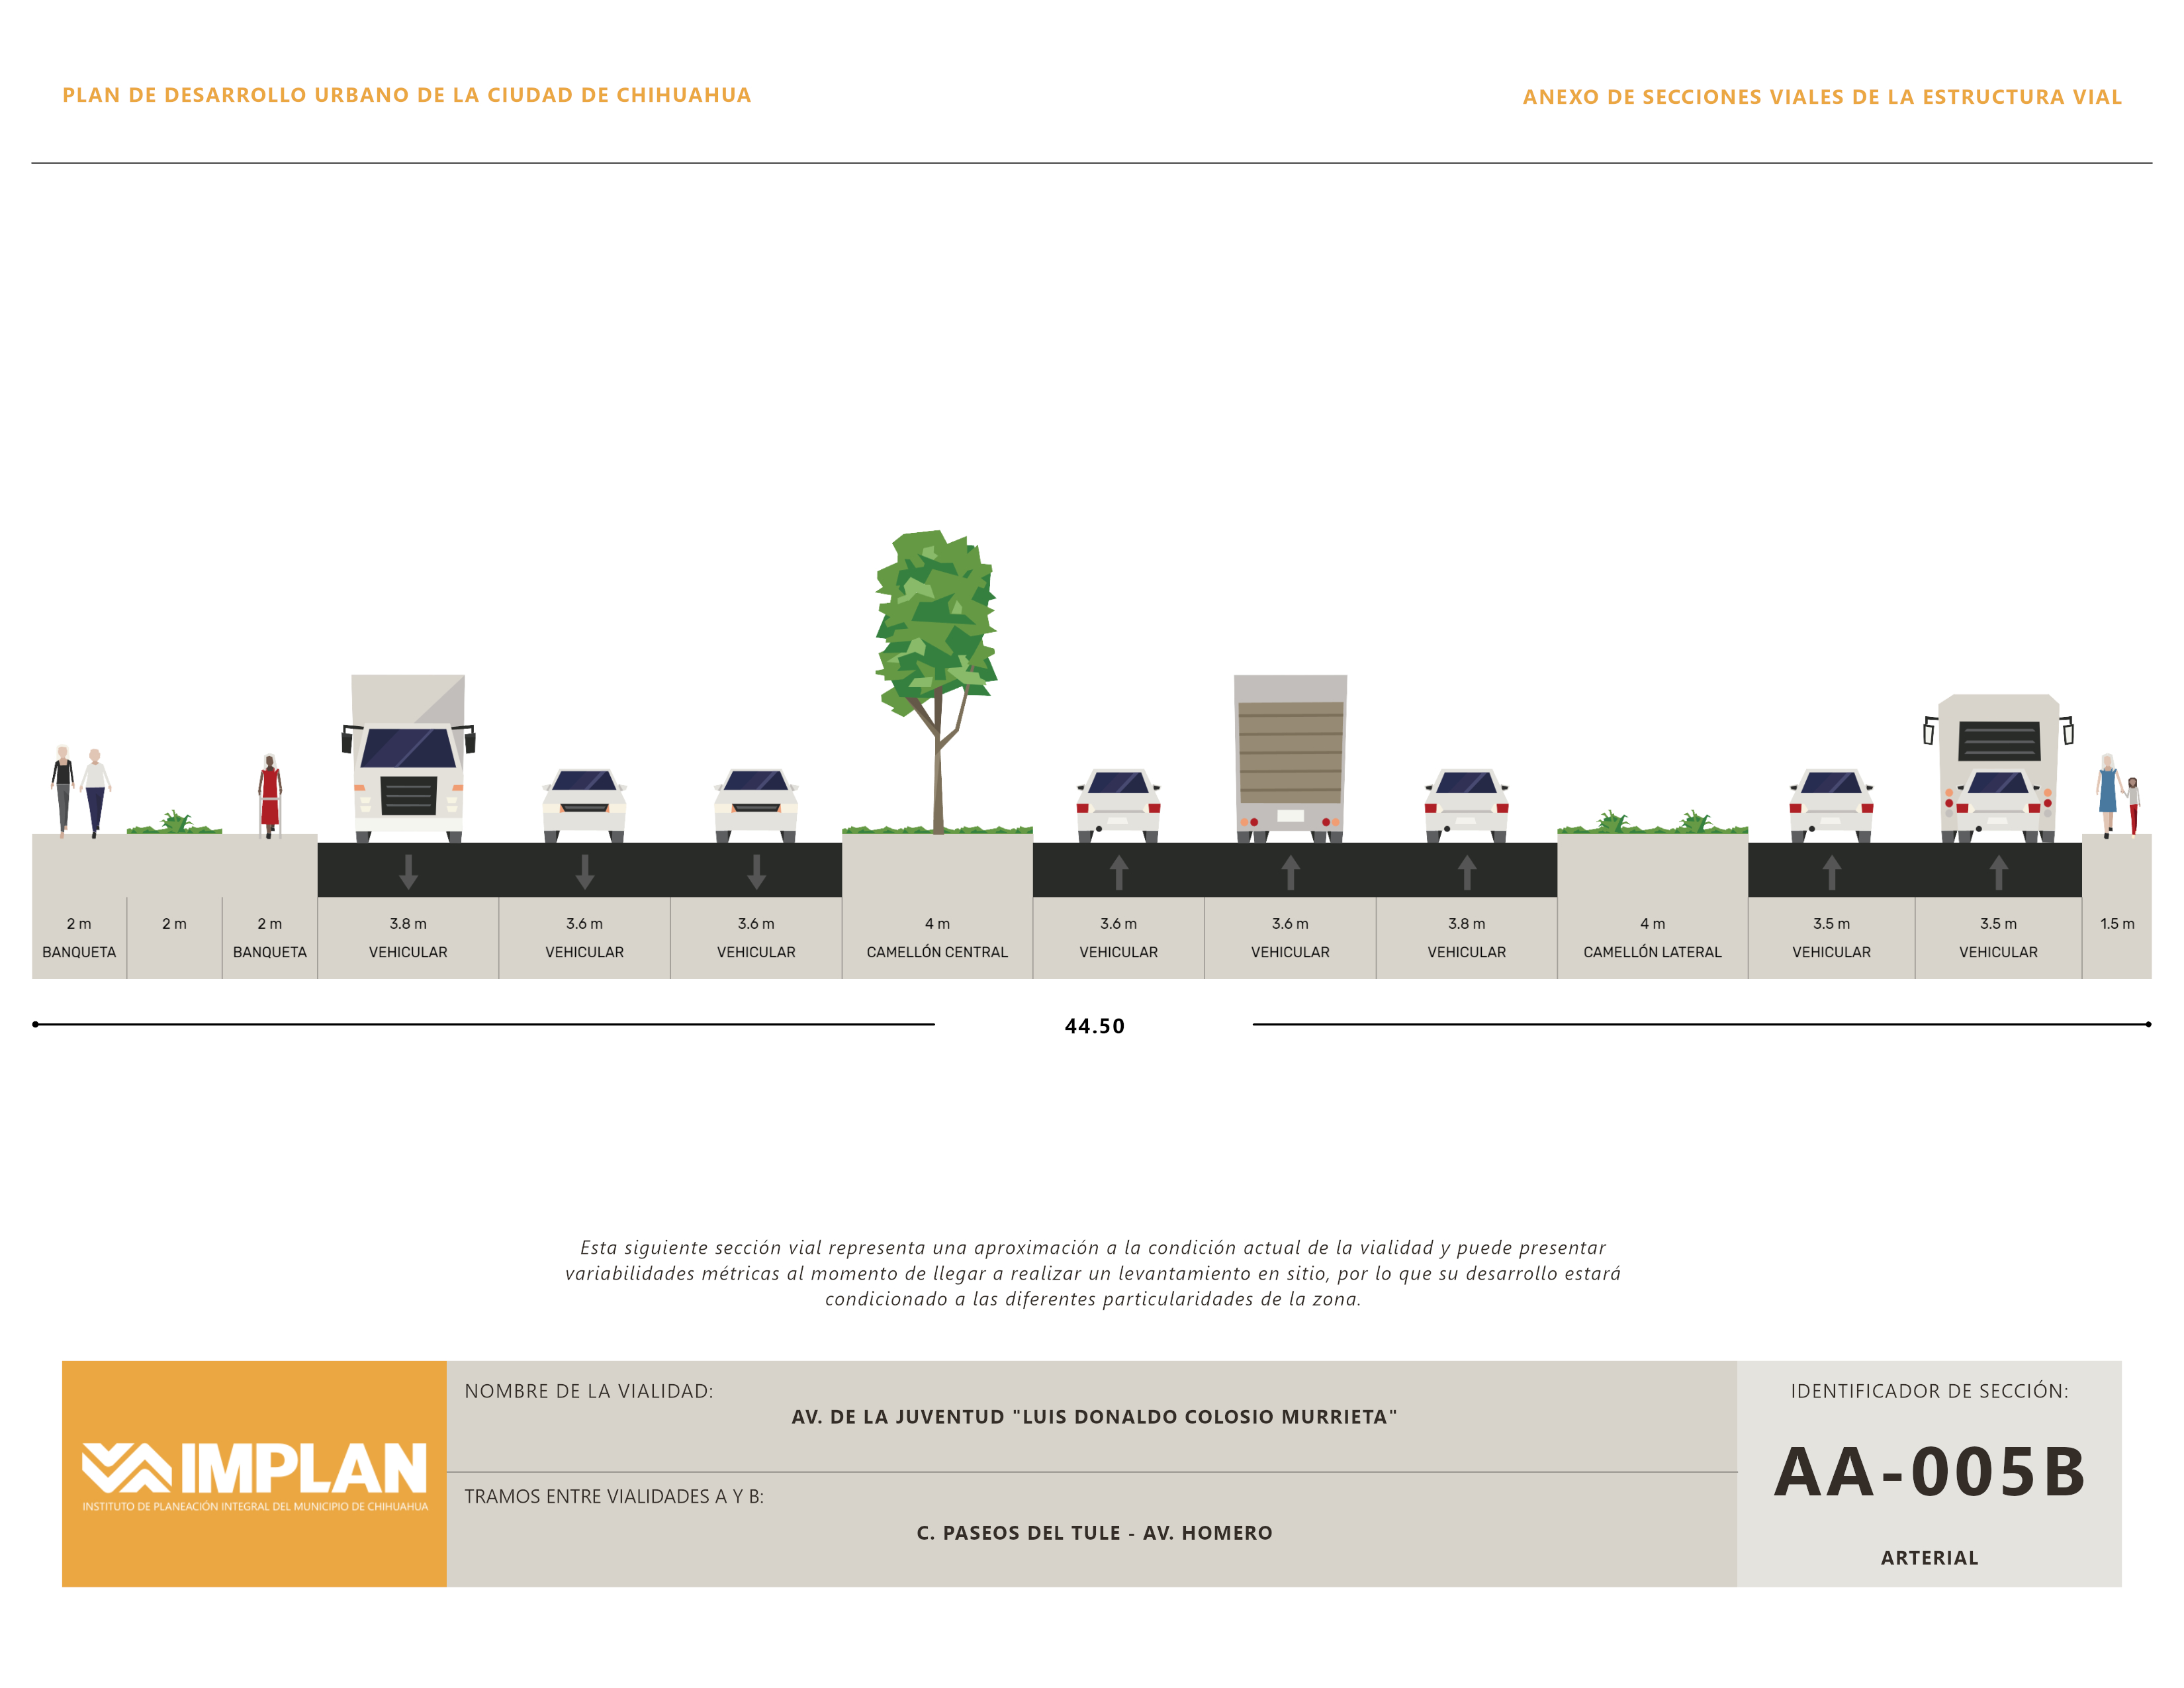 PLAN DE DESARROLLO URBANO DE LA CIUDAD DE CHIHUAHUA
ANEXO DE SECCIONES VIALES DE LA ESTRUCTURA VIAL
2 m 2 m 2 m 3.8 m 3.6 m 3.6 m 4 m 3.6 m 3.6 m 3.8 m 4 m 3.5 m 3.5 m 1.5 m
BANQUETA BANQUETA VEHICULAR VEHICULAR VEHICULAR CAMELLÓN CENTRAL VEHICULAR VEHICULAR VEHICULAR CAMELLÓN LATERAL VEHICULAR VEHICULAR
44.50
Esta siguiente sección vial representa una aproximación a la condición actual de la vialidad y puede presentar
variabilidades métricas al momento de llegar a realizar un levantamiento en sitio, por lo que su desarrollo estará
condicionado a las diferentes particularidades de la zona.
IMPLAN
INSTITUTO DE PLANEACIÓN INTEGRAL DEL MUNICIPIO DE CHIHUAHUA
NOMBRE DE LA VIALIDAD:
AV. DE LA JUVENTUD "LUIS DONALDO COLOSIO MURRIETA"
TRAMOS ENTRE VIALIDADES A Y B:
C. PASEOS DEL TULE - AV. HOMERO
IDENTIFICADOR DE SECCIÓN:
AA-005B
ARTERIAL